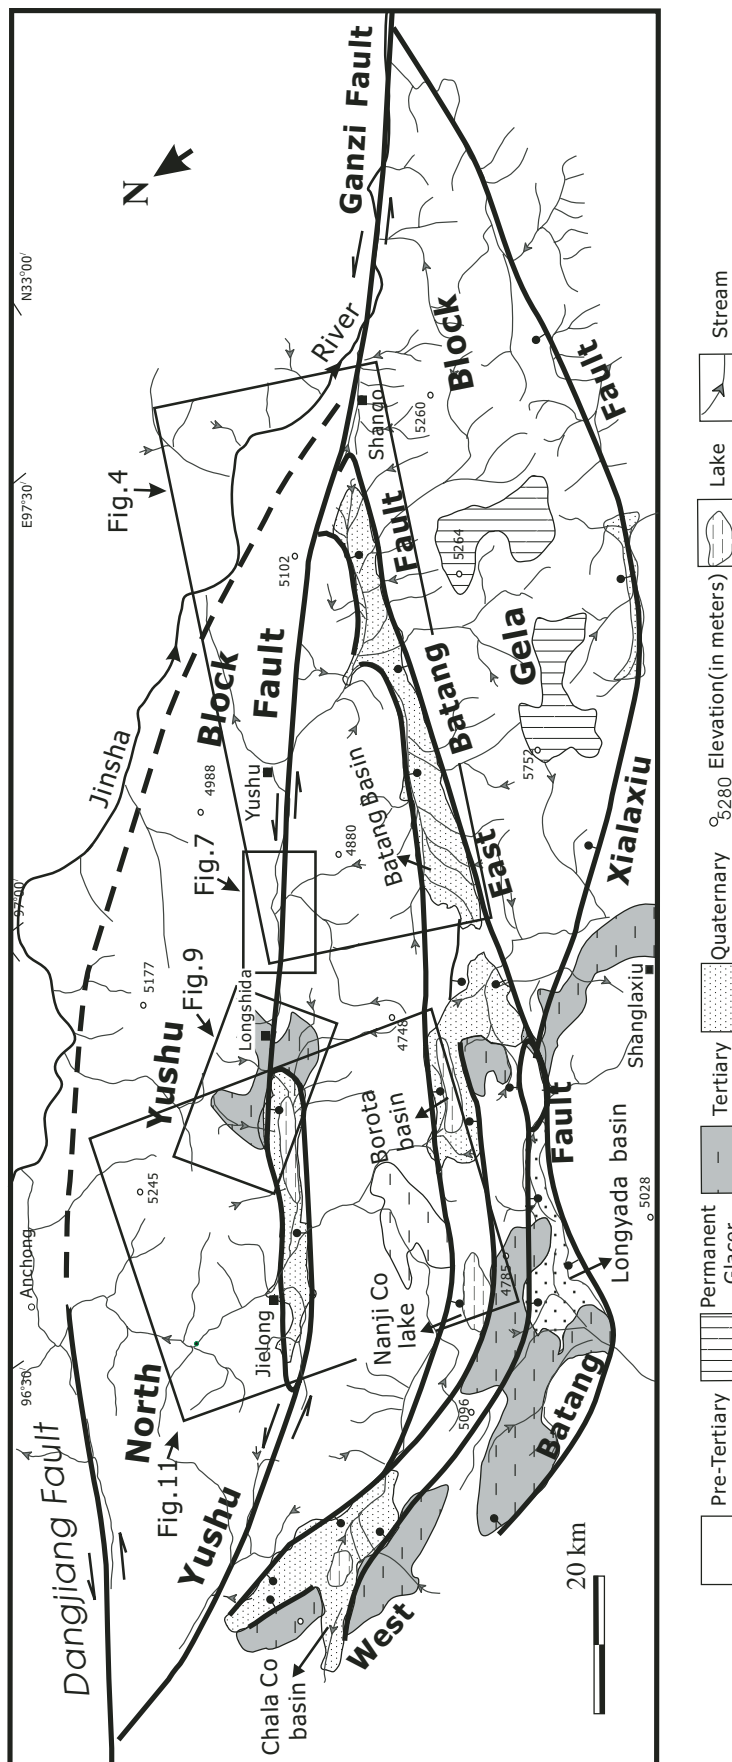 Ganzi Fault
N
N33°00′
River
Block
Fault
Shango
5260
Fig.4
E97°30′
5102
Fault
5264
Block
Fault
Gela
Batang
Jinsha
4988
Yushu
5752
Batang Basin
4880
Xialaxiu
Fig.7
East
97°00′
5177
Fig.9
Longshida
4748
Shanglaxiu
Yushu
Borota
basin
Fault
Longyada basin
5245
5028
Anchong
4785
Nanji Co
lake
Jielong
96°30′
North
5096
Batang
Fig.11
Dangjiang Fault
Yushu
20 km
West
Chala Co
basin
Pre-Tertiary
Permanent
Tertiary
Quaternary
5280 Elevation(in meters)
Lake
Stream